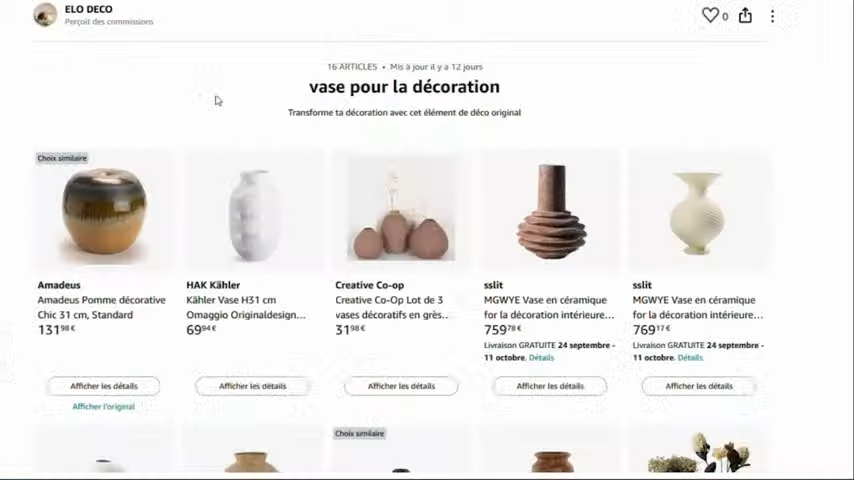 ELO DECO
Perçoit des commissions
0
16 ARTICLES • Mis à jour il y a 12 jours
vase pour la décoration
Transforme ta décoration avec cet élément de déco original
Choix similaire
Amadeus
Amadeus Pomme décorative
Chic 31 cm, Standard
131,98 €
HAK Kähler
Kähler Vase H31 cm
Omaggio Originaldesign...
69,94 €
Creative Co-op
Creative Co-Op Lot de 3
vases décoratifs en grès...
31,98 €
sslit
MGWYE Vase en céramique
for la décoration intérieure...
759,78 €
Livraison GRATUITE 24 septembre -
11 octobre. Détails
sslit
MGWYE Vase en céramique
for la décoration intérieure...
769,17 €
Livraison GRATUITE 24 septembre -
11 octobre. Détails
Afficher les détails
Afficher les détails
Afficher les détails
Afficher les détails
Afficher les détails
Afficher l'original
Choix similaire